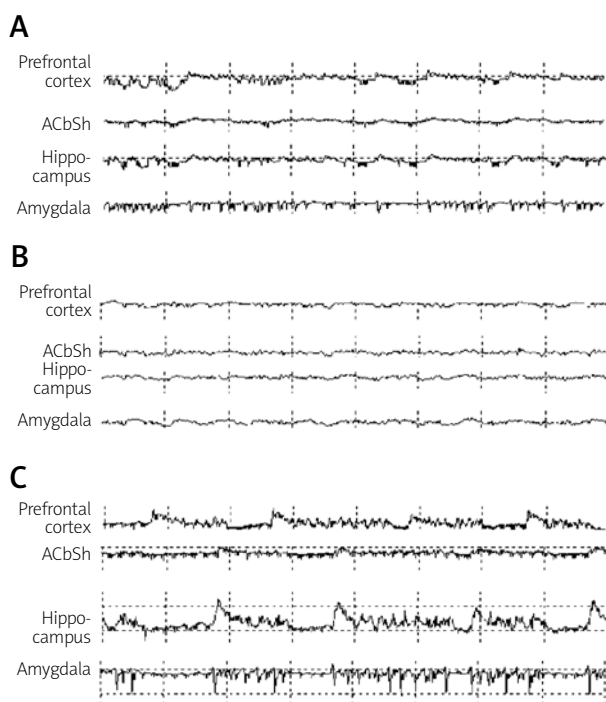 A
Prefrontal
cortex
ACbSh
Hippo-
campus
Amygdala
B
Prefrontal
cortex
ACbSh
Hippo-
campus
Amygdala
C
Prefrontal
cortex
ACbSh
Hippo-
campus
Amygdala